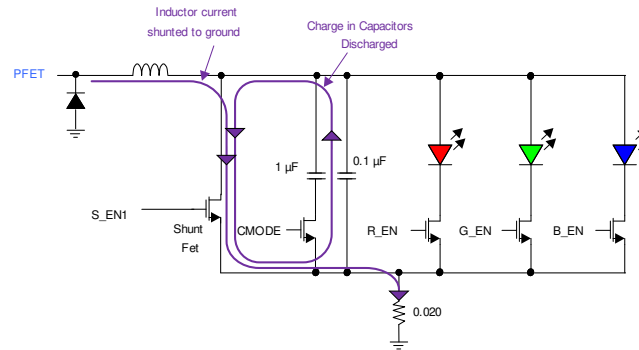 Inductor current
shunted to ground
Charge in Capacitors
Discharged
PFET
1 µF
0.1 µF
S_EN1
Shunt
Fet
CMODE
R_EN
G_EN
B_EN
0.020